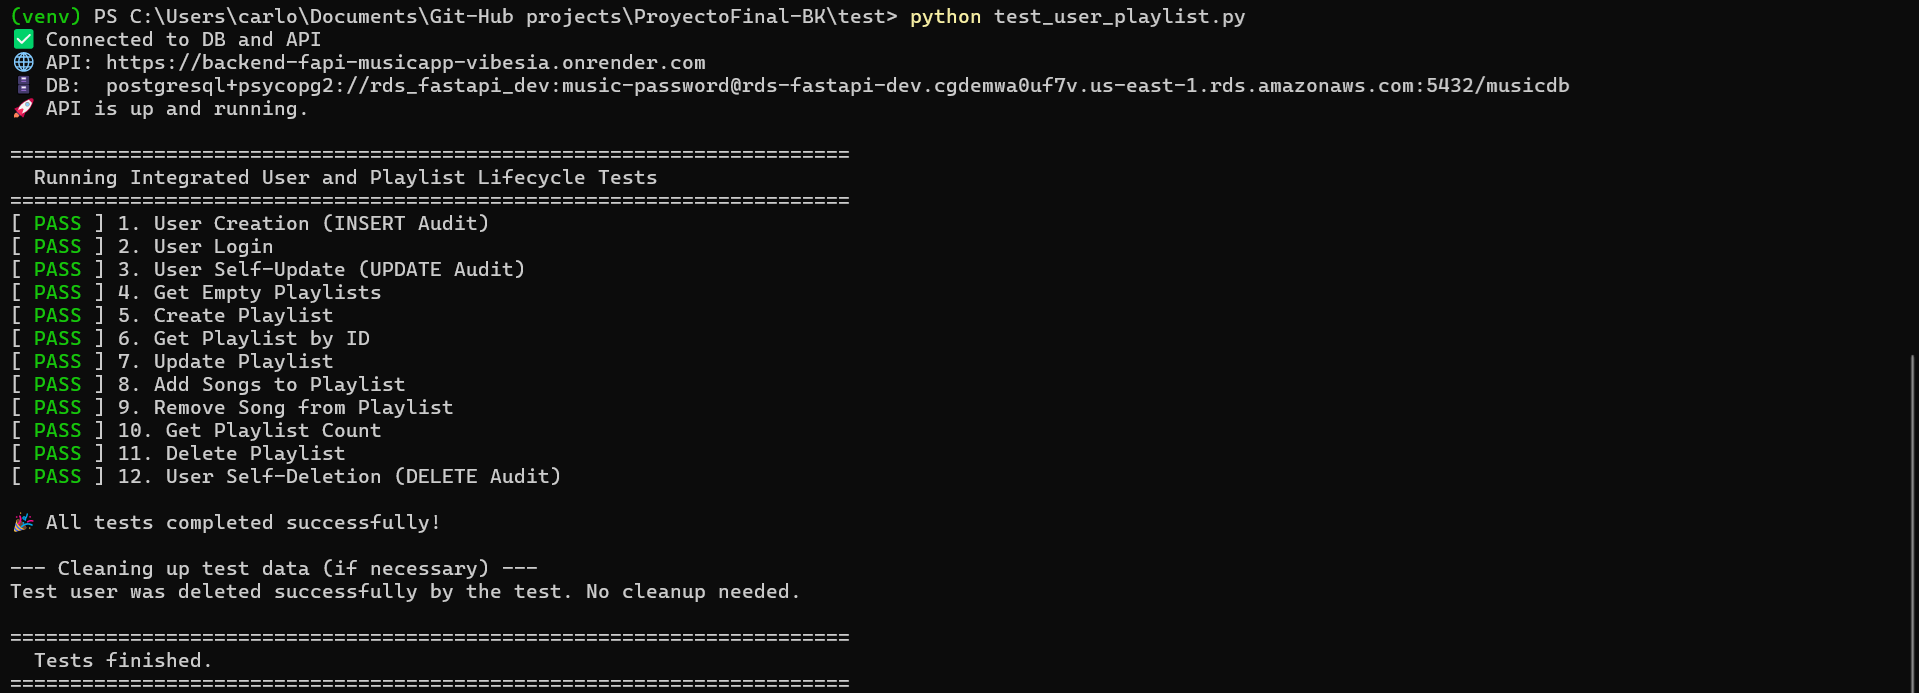 (venv) PS C:\Users\carlo\Documents\Git-Hub projects\ProyectoFinal-BK\test> python test_user_playlist.py
✅ Connected to DB and API
🌐 API: https://backend-fapi-musicapp-vibesia.onrender.com
🗄 DB:  postgresql+psycopg2://rds_fastapi_dev:music-password@rds-fastapi-dev.cgdemwa0uf7v.us-east-1.rds.amazonaws.com:5432/musicdb
🚀 API is up and running.
======================================================================
  Running Integrated User and Playlist Lifecycle Tests
======================================================================
[ PASS ] 1. User Creation (INSERT Audit)
[ PASS ] 2. User Login
[ PASS ] 3. User Self-Update (UPDATE Audit)
[ PASS ] 4. Get Empty Playlists
[ PASS ] 5. Create Playlist
[ PASS ] 6. Get Playlist by ID
[ PASS ] 7. Update Playlist
[ PASS ] 8. Add Songs to Playlist
[ PASS ] 9. Remove Song from Playlist
[ PASS ] 10. Get Playlist Count
[ PASS ] 11. Delete Playlist
[ PASS ] 12. User Self-Deletion (DELETE Audit)
🎉 All tests completed successfully!
--- Cleaning up test data (if necessary) ---
Test user was deleted successfully by the test. No cleanup needed.
======================================================================
  Tests finished.
======================================================================